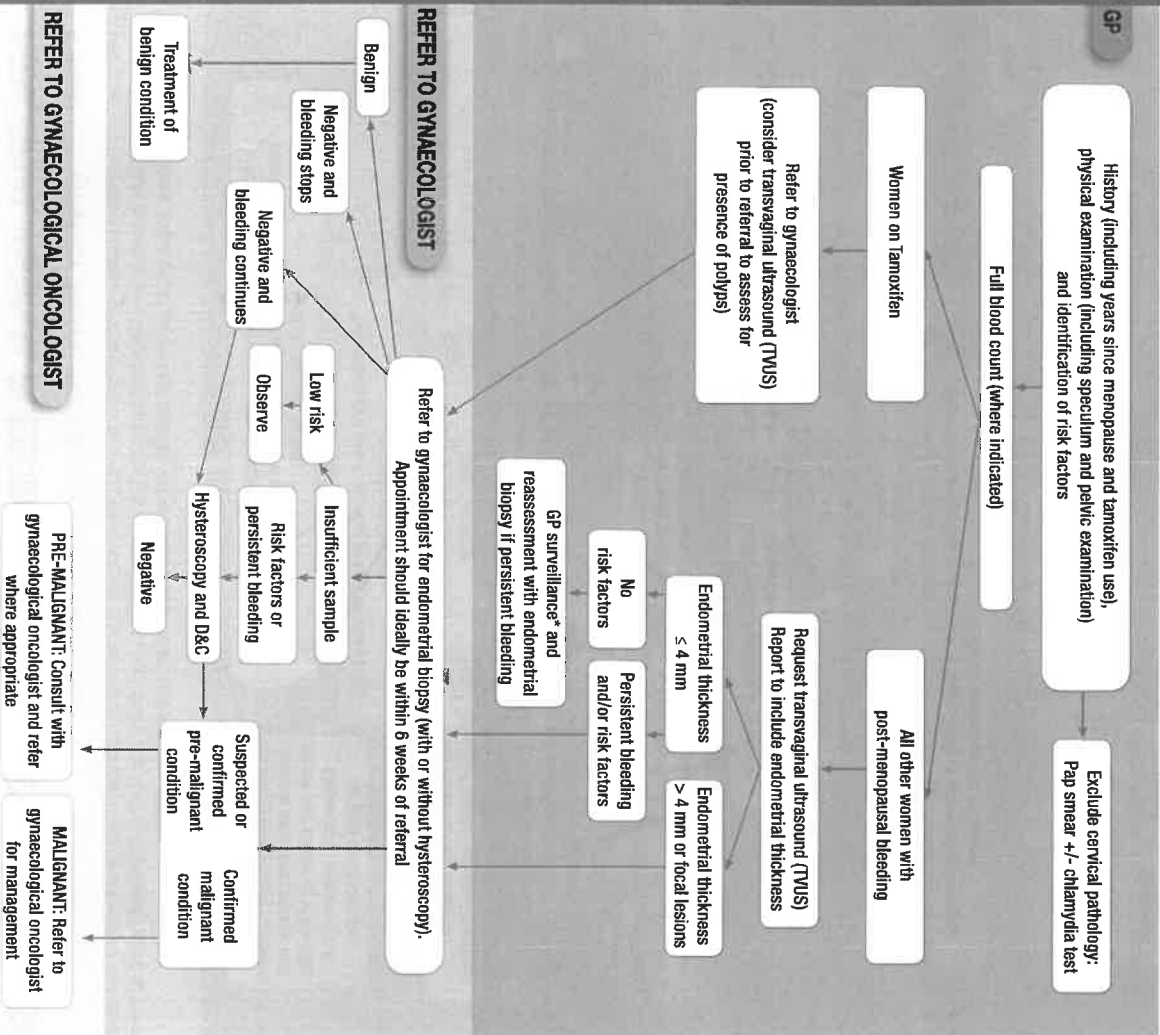 GP
History (including years since menopause and tamoxifen use),
physical examination (including speculum and pelvic examination)
and identification of risk factors
Exclude cervical pathology:
Pap smear +/- chlamydia test
Full blood count (where indicated)
Women on Tamoxifen
All other women with
post-menopausal bleeding
Refer to gynaecologist
(consider transvaginal ultrasound (TVUS)
prior to referral to assess for
presence of polyps)
Request transvaginal ultrasound (TVUS)
Report to include endometrial thickness
Endometrial thickness
≤ 4 mm
Endometrial thickness
> 4 mm or focal lesions
No
risk factors
Persistent bleeding
and/or risk factors
GP surveillance* and
reassessment with endometrial
biopsy if persistent bleeding
REFER TO GYNAECOLOGIST
Refer to gynaecologist for endometrial biopsy (with or without hysteroscopy).
Appointment should ideally be within 6 weeks of referral
Benign
Negative and
bleeding stops
Negative and
bleeding continues
Low risk
Observe
Insufficient sample
Risk factors or
persistent bleeding
Hysteroscopy and D&C
Negative
Treatment of
benign condition
Suspected or
confirmed
pre-malignant
condition
Confirmed
malignant
condition
REFER TO GYNAECOLOGICAL ONCOLOGIST
PRE-MALIGNANT: Consult with
gynaecological oncologist and refer
where appropriate
MALIGNANT: Refer to
gynaecological oncologist
for management